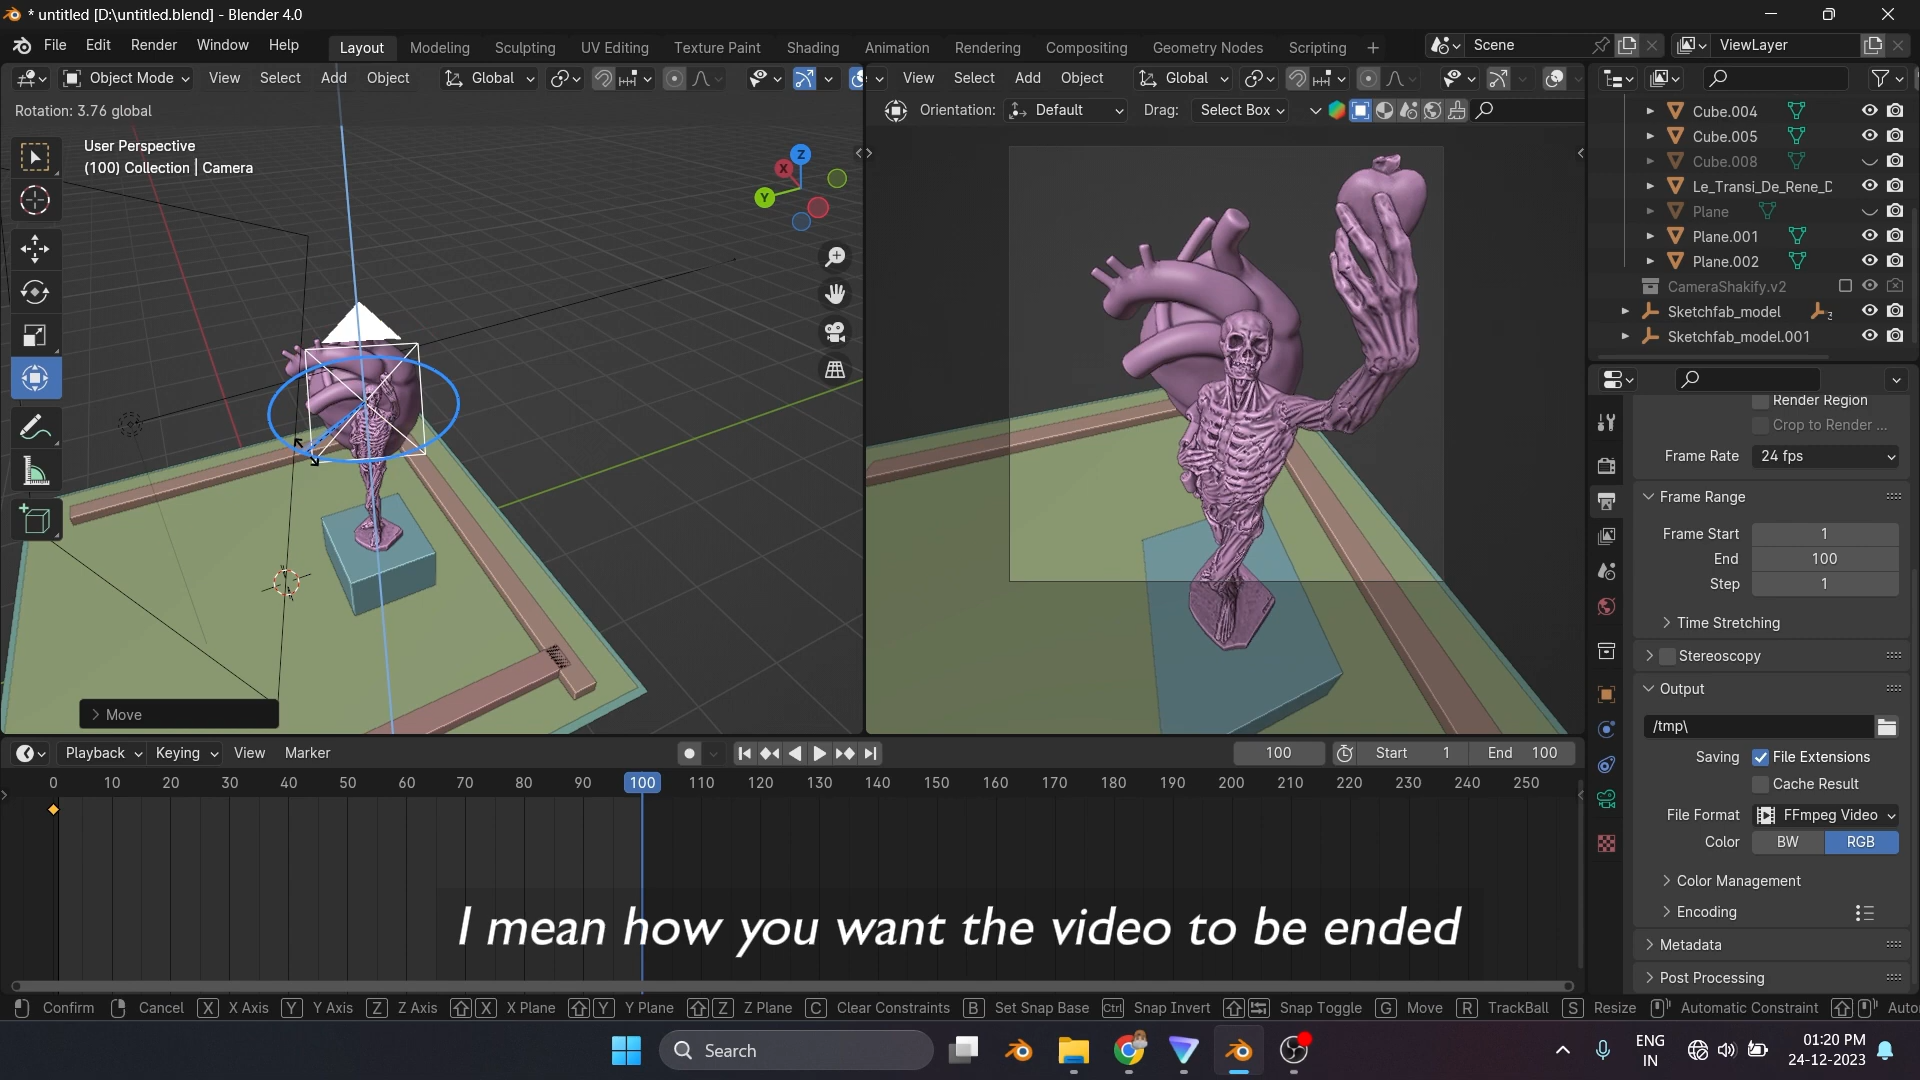 * untitled [D:\untitled.blend] - Blender 4.0
File Edit Render Window Help
Layout Modeling Sculpting UV Editing Texture Paint Shading Animation Rendering Compositing Geometry Nodes Scripting +
Scene
ViewLayer
Object Mode View Select Add Object Global
View Select Add Object Global
Rotation: 3.76 global
Orientation: Default Drag: Select Box
User Perspective
(100) Collection | Camera
Z
X
Y
Cube.004
Cube.005
Cube.008
Le_Transi_De_Rene_D
Plane
Plane.001
Plane.002
CameraShakify.v2
Sketchfab_model 3
Sketchfab_model.001
Render Region
Crop to Render ...
Frame Rate 24 fps
Frame Range
Frame Start 1
End 100
Step 1
Time Stretching
Stereoscopy
Output
/tmp\
Saving File Extensions
Cache Result
File Format FFmpeg Video
Color BW RGB
Color Management
Encoding
Metadata
Post Processing
Move
Playback Keying View Marker
100 Start 1 End 100
0 10 20 30 40 50 60 70 80 90 100 110 120 130 140 150 160 170 180 190 200 210 220 230 240 250
I mean how you want the video to be ended
Confirm Cancel X X Axis Y Y Axis Z Z Axis X X Plane Y Y Plane Z Z Plane C Clear Constraints B Set Snap Base Ctrl Snap Invert Snap Toggle G Move R TrackBall S Resize Automatic Constraint Auto
Search
ENG
IN
01:20 PM
24-12-2023